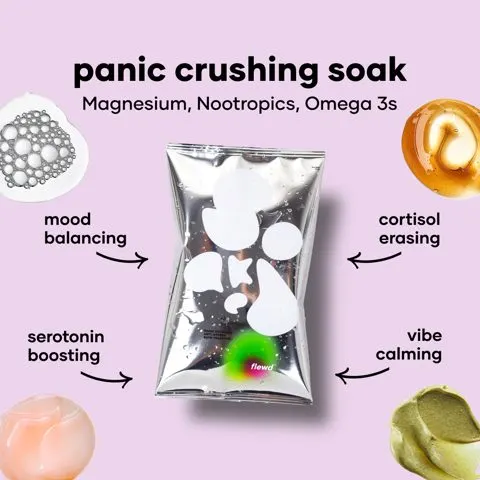 panic crushing soak
Magnesium, Nootropics, Omega 3s
mood
balancing
cortisol
erasing
serotonin
boosting
vibe
calming
flewd